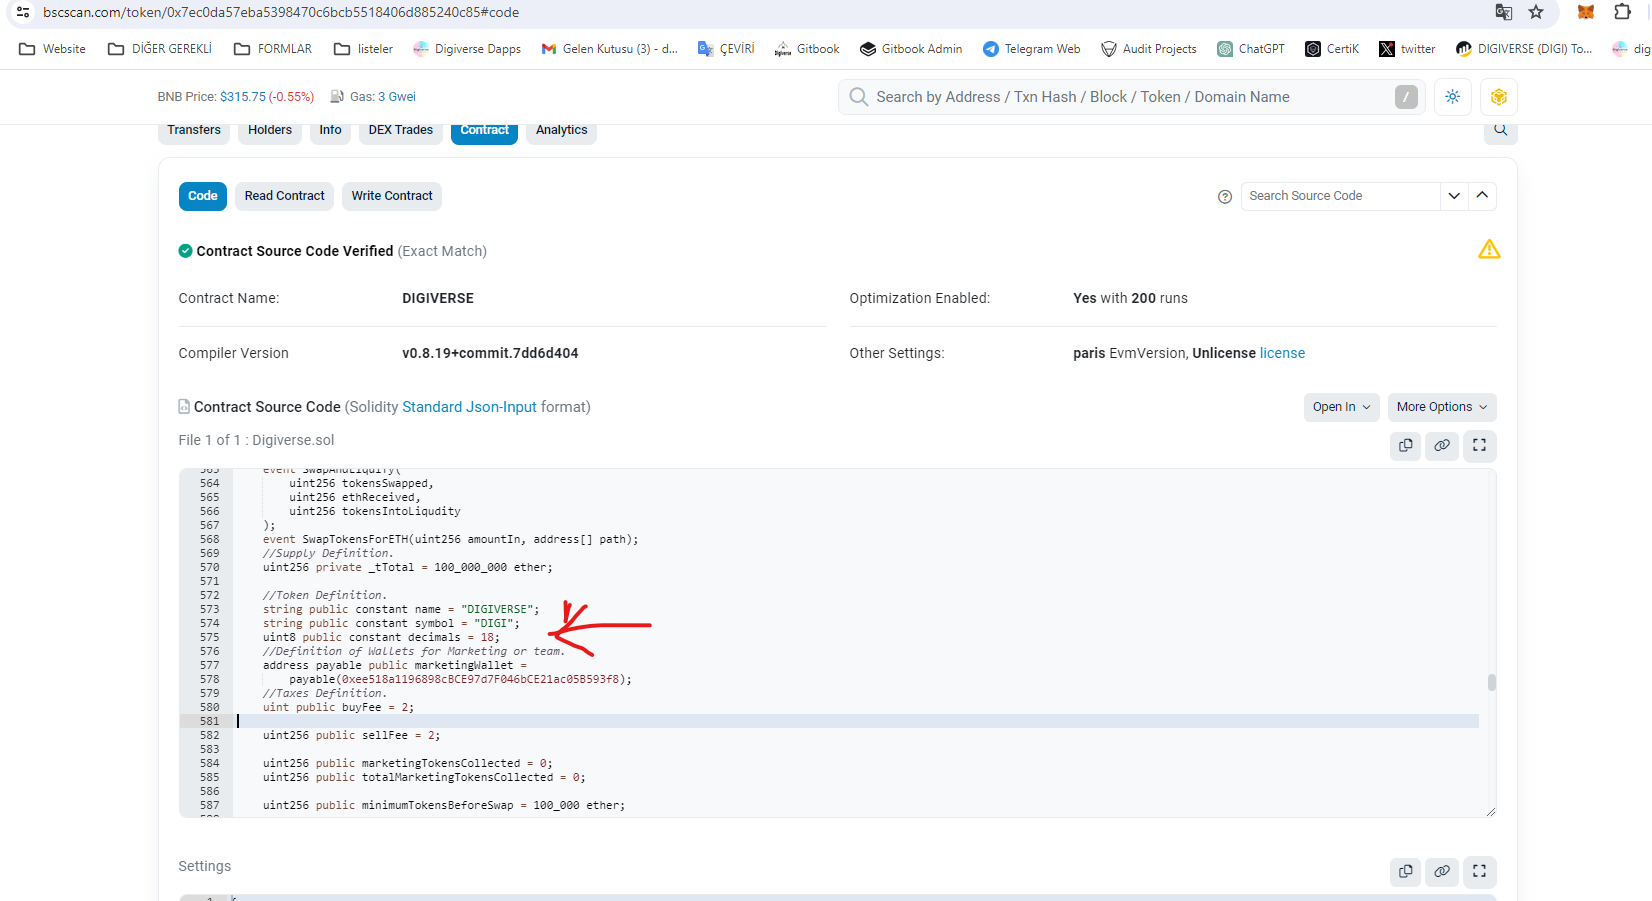 bscscan.com/token/0x7ec0da57eba5398470c6bcb5518406d885240c85#code
Website DİĞER GEREKLİ FORMLAR listeler Digiverse Dapps Gelen Kutusu (3) - d... ÇEVİRİ Gitbook Gitbook Admin Telegram Web Audit Projects ChatGPT CertiK twitter DIGIVERSE (DIGI) To... dig
BNB Price: $315.75 (-0.55%) Gas: 3 Gwei
Search by Address / Txn Hash / Block / Token / Domain Name /
Transfers Holders Info DEX Trades Contract Analytics
Code Read Contract Write Contract
Search Source Code
Contract Source Code Verified (Exact Match)
Contract Name: DIGIVERSE
Optimization Enabled: Yes with 200 runs
Compiler Version v0.8.19+commit.7dd6d404
Other Settings: paris EvmVersion, Unlicense license
Contract Source Code (Solidity Standard Json-Input format)
Open In More Options
File 1 of 1 : Digiverse.sol
563 event SwapAndLiquify(
564 uint256 tokensSwapped,
565 uint256 ethReceived,
566 uint256 tokensIntoLiqudity
567 );
568 event SwapTokensForETH(uint256 amountIn, address[] path);
569 //Supply Definition.
570 uint256 private _tTotal = 100_000_000 ether;
571
572 //Token Definition.
573 string public constant name = "DIGIVERSE";
574 string public constant symbol = "DIGI";
575 uint8 public constant decimals = 18;
576 //Definition of Wallets for Marketing or team.
577 address payable public marketingWallet =
578 payable(0xee518a1196898cBCE97d7F046bCE21ac05B593f8);
579 //Taxes Definition.
580 uint public buyFee = 2;
581
582 uint256 public sellFee = 2;
583
584 uint256 public marketingTokensCollected = 0;
585 uint256 public totalMarketingTokensCollected = 0;
586
587 uint256 public minimumTokensBeforeSwap = 100_000 ether;
Settings